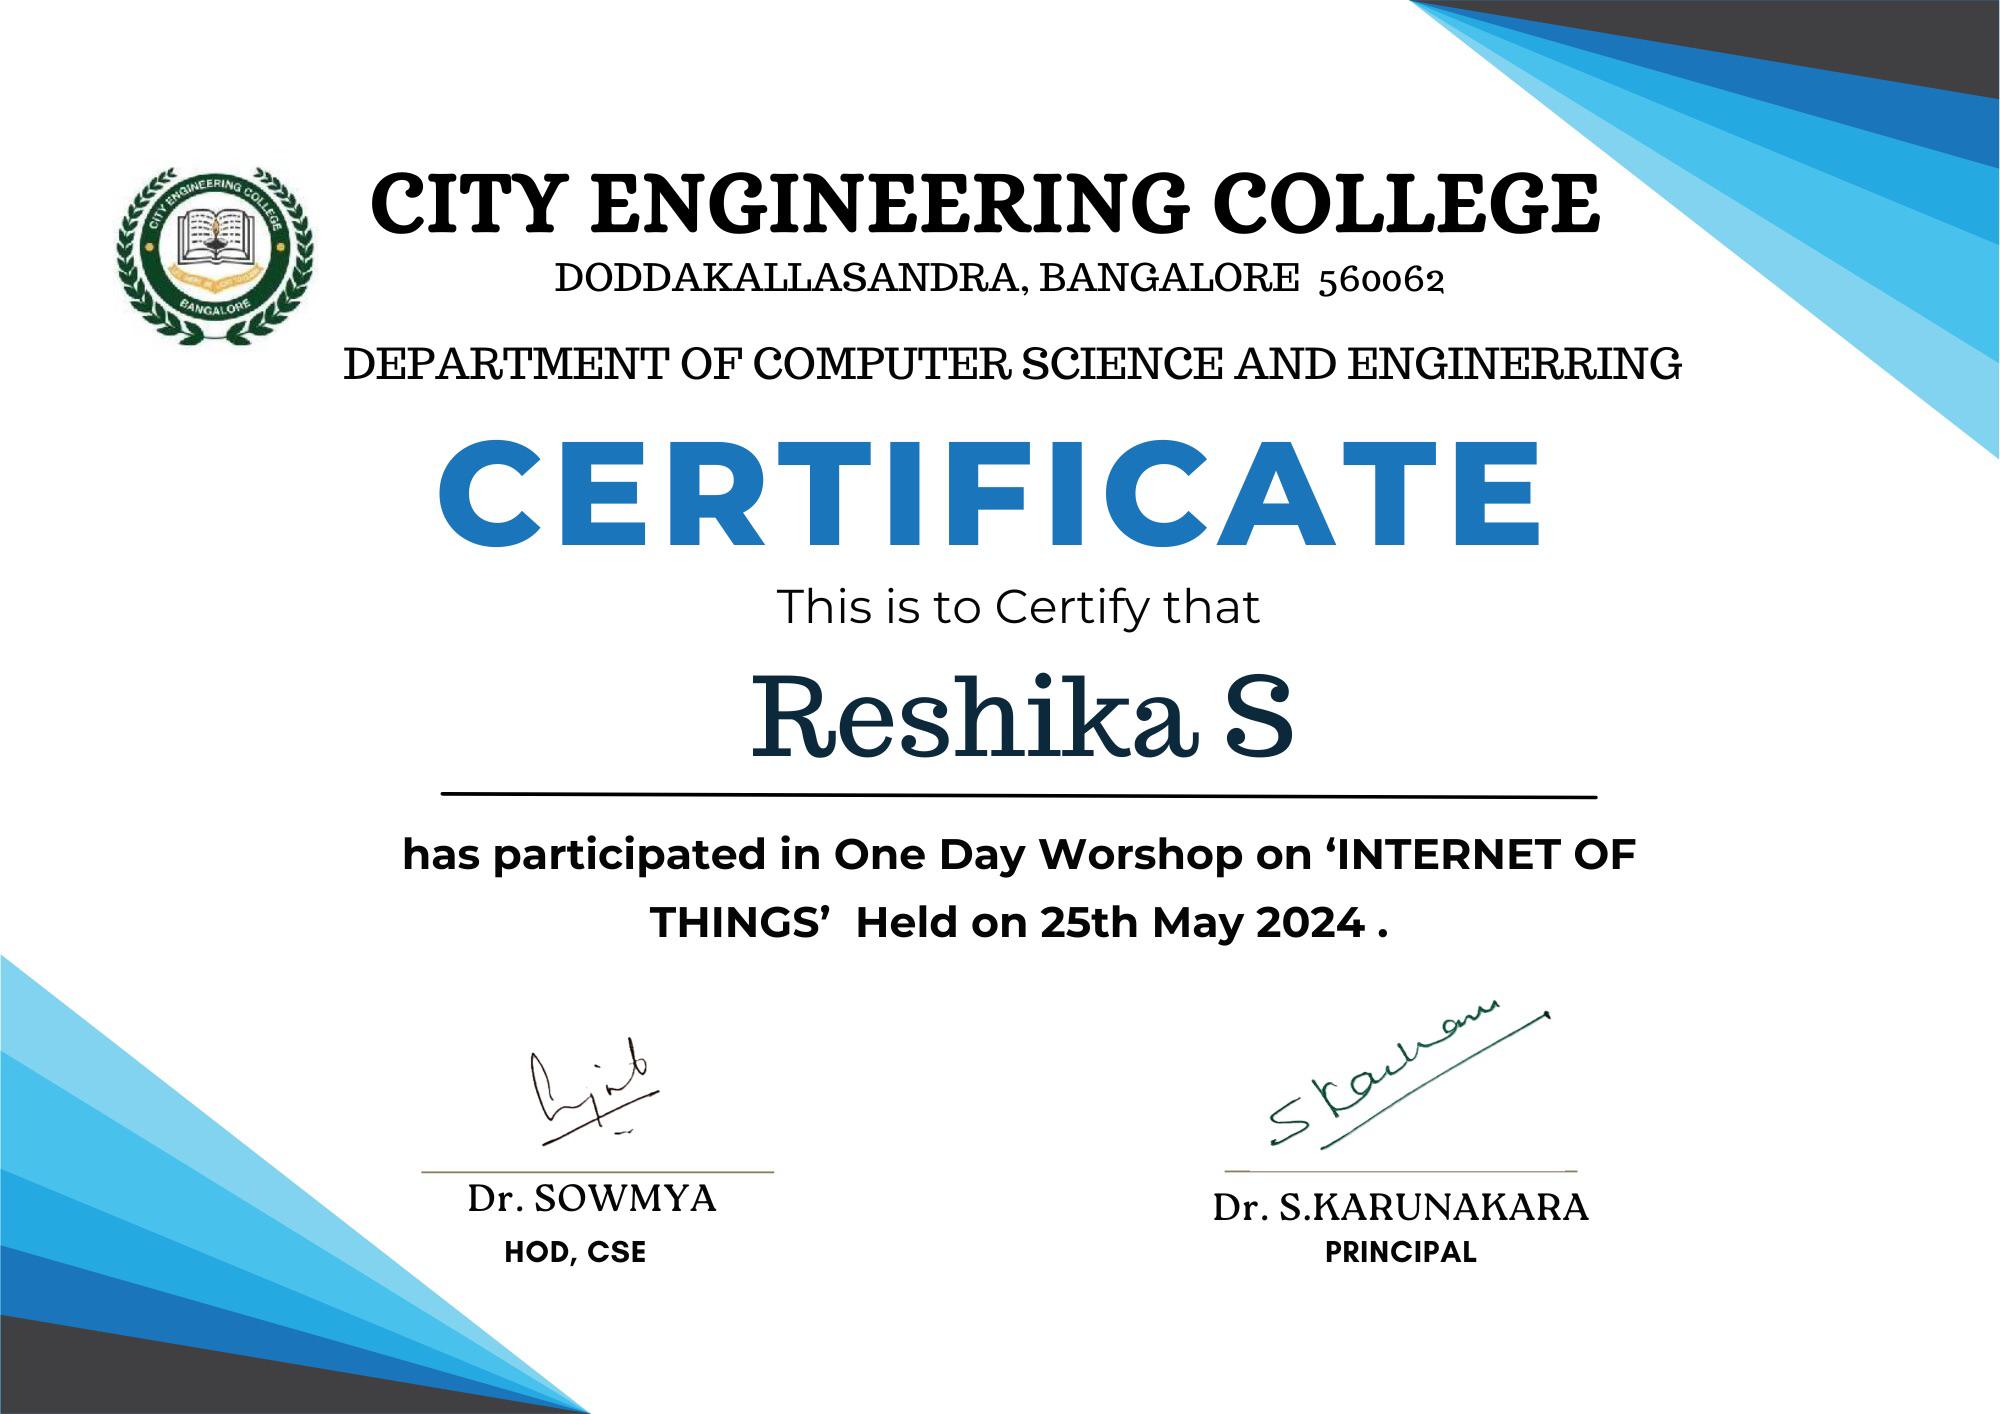 CITY ENGINEERING COLLEGE
BANGALORE
CITY ENGINEERING COLLEGE
DODDAKALLASANDRA, BANGALORE 560062
DEPARTMENT OF COMPUTER SCIENCE AND ENGINERRING
CERTIFICATE
This is to Certify that
Reshika S
has participated in One Day Worshop on ‘INTERNET OF
THINGS’ Held on 25th May 2024 .
Dr. SOWMYA
HOD, CSE
Dr. S.KARUNAKARA
PRINCIPAL